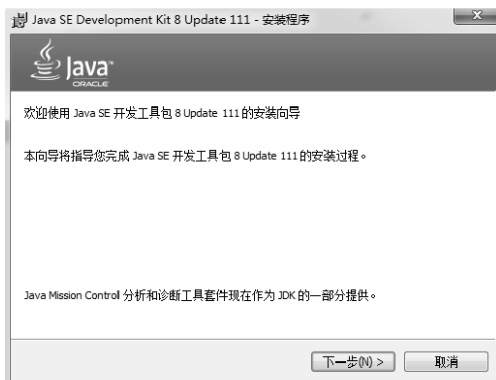 Java SE Development Kit 8 Update 111 - 安装程序
Java™
ORACLE
欢迎使用 Java SE 开发工具包 8 Update 111 的安装向导
本向导将指导您完成 Java SE 开发工具包 8 Update 111 的安装过程。
Java Mission Control 分析和诊断工具套件现在作为 JDK 的一部分提供。
下一步(N) >
取消